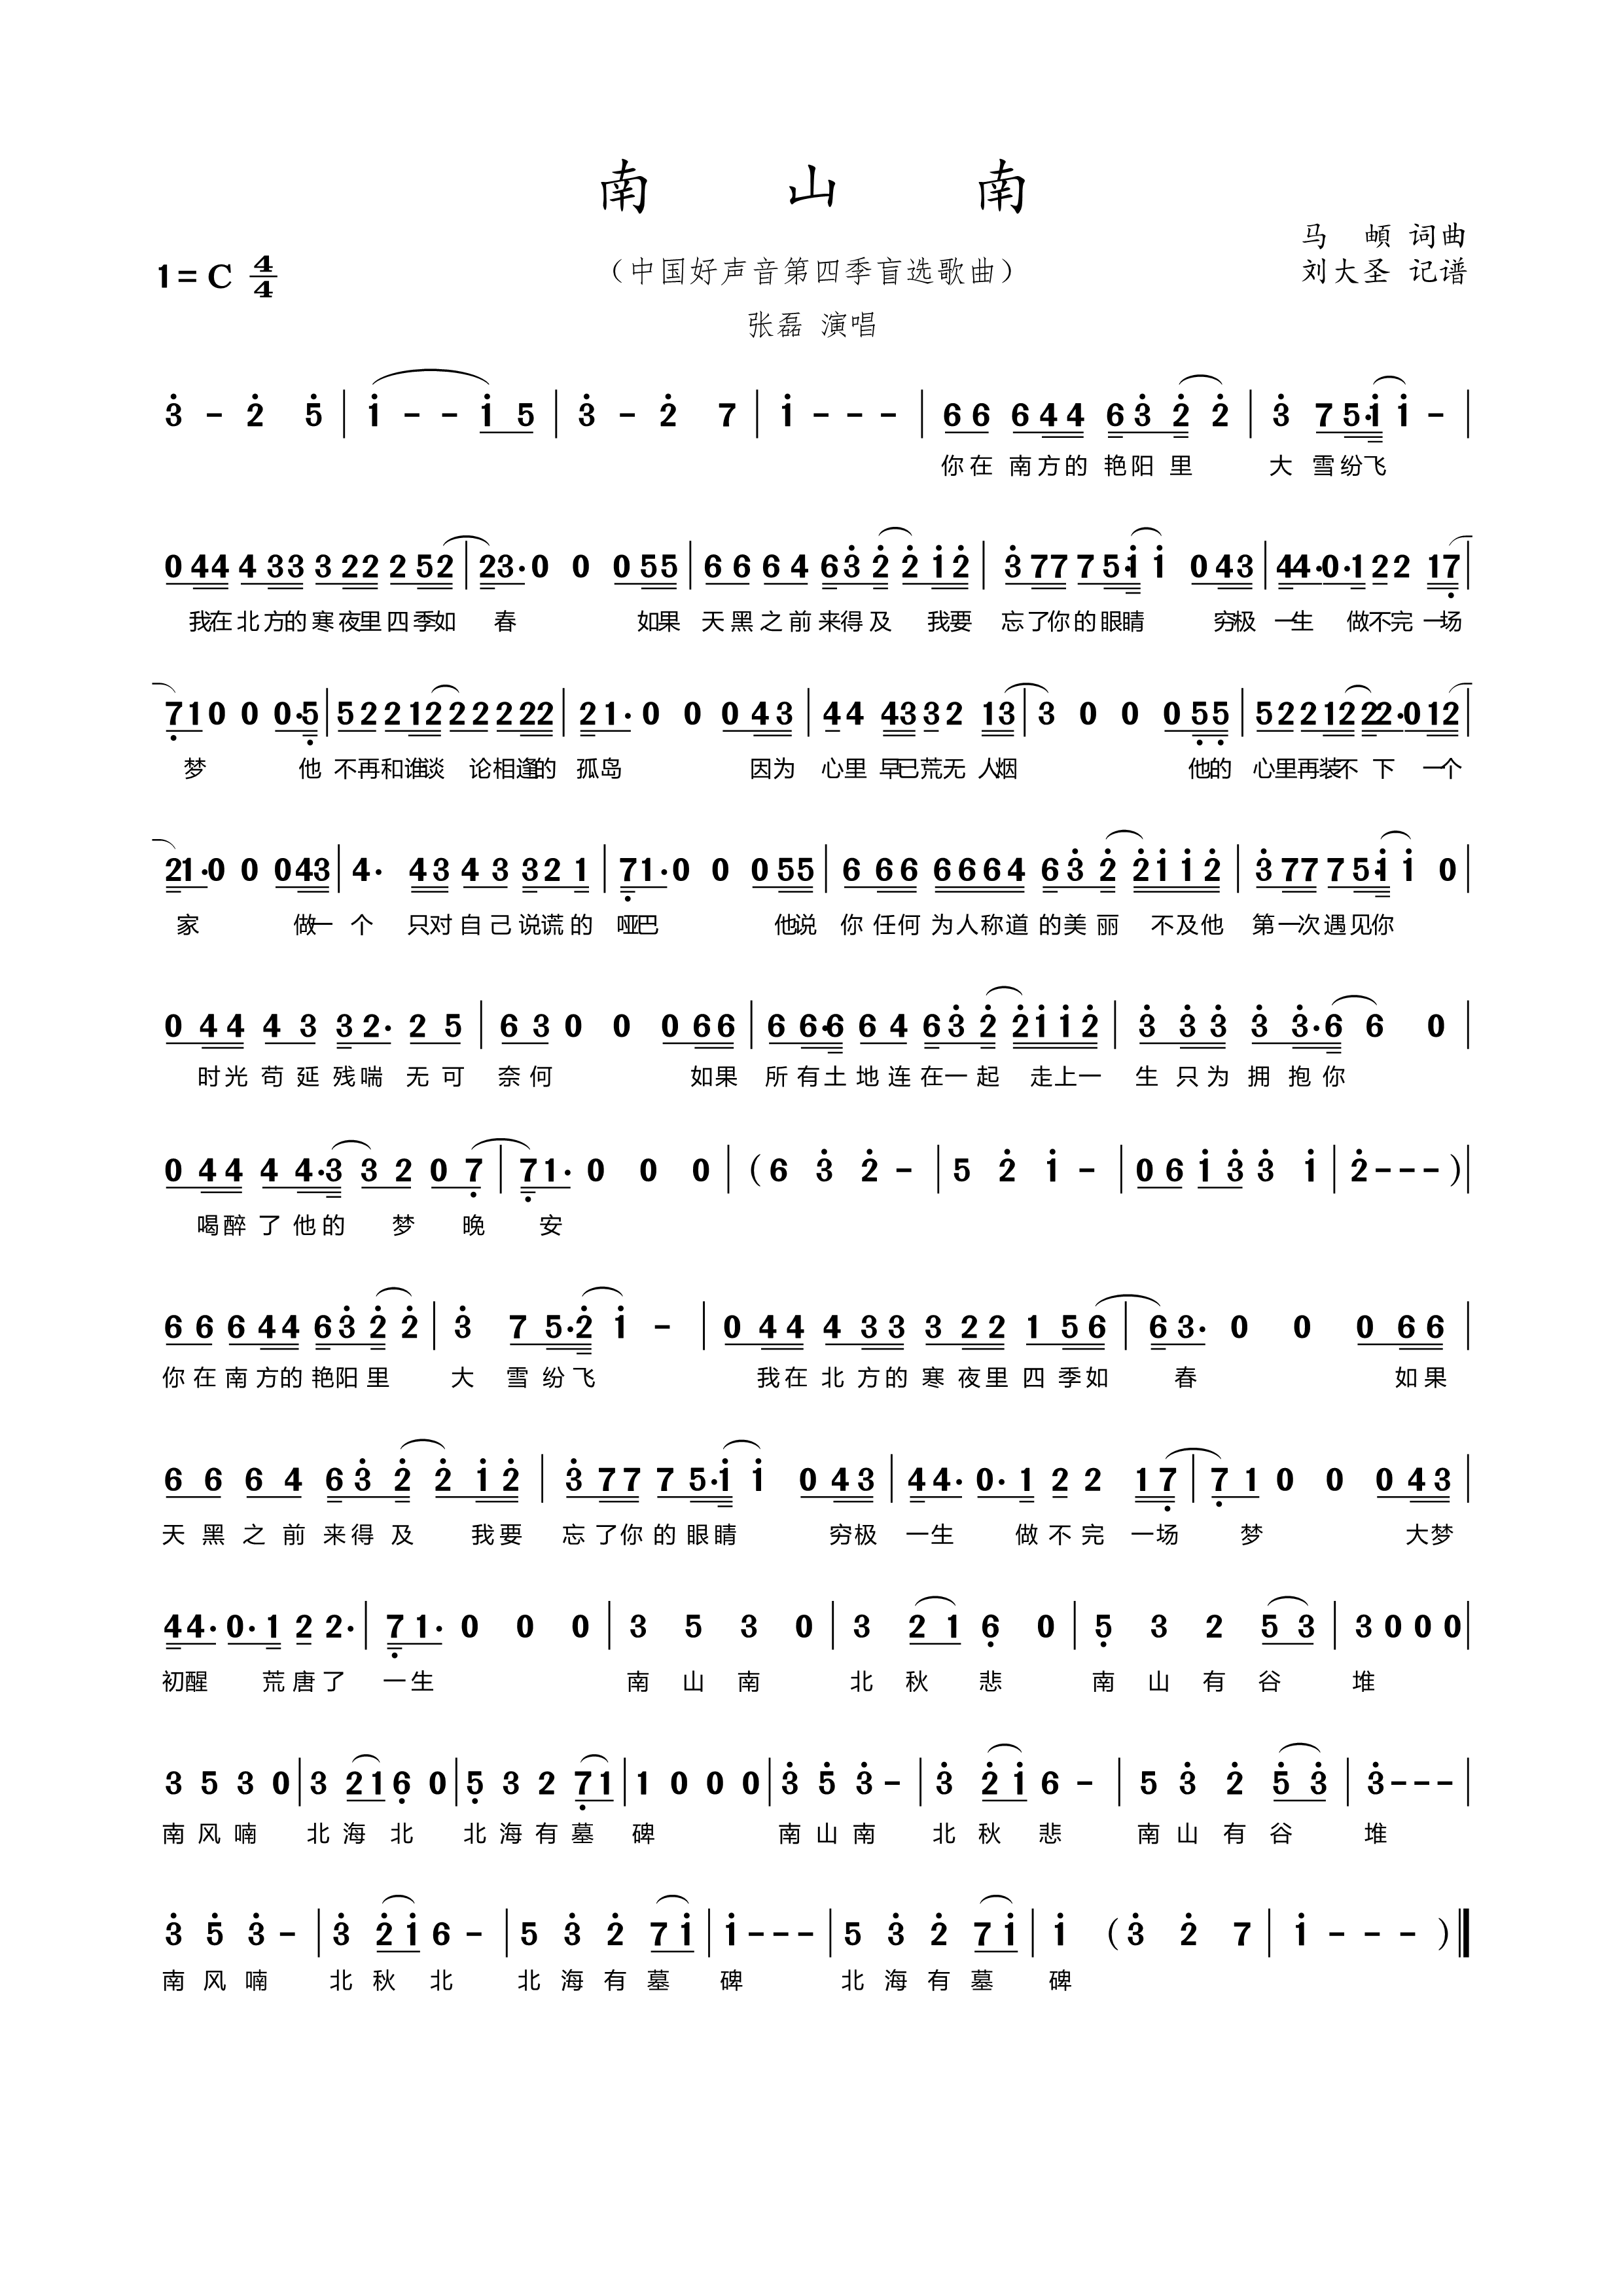 南 山 南
马 頔 词曲
1=C 4/4 （中国好声音第四季盲选歌曲） 刘大圣 记谱
张磊 演唱
3̇ - 2̇ 5̇ | 1̇ - - 1̇ 5 | 3̇ - 2̇ 7 | 1̇ - - - | 6 6 6 4 4 6 3̇ 2̇ 2̇ | 3̇ 7 5· 1̇ 1̇ - |
你在 南方的 艳阳 里 大 雪纷飞
0 4 4 4 3 3 3 2 2 2 5 2 | 2 3· 0 0 0 5 5 | 6 6 6 4 6 3̇ 2̇ 2̇ 1̇ 2̇ | 3̇ 7 7 7 5· 1̇ 1̇ 0 4 3 | 4 4· 0· 1 2 2 1 7̣ |
我在北方的寒夜里四季如 春 如果 天黑之前来得及 我要 忘了你的眼睛 穷极 一生 做不完 一场
7̣ 1 0 0 0· 5̣ | 5 2 2 1 2 2 2 2 2 2 | 2 1· 0 0 0 4 3 | 4 4 4 3 3 2 1 3 | 3 0 0 0 5̣ 5̣ | 5 2 2 1 2 2 2· 0 1 2 |
梦 他 不再和谁谈 论相逢的 孤岛 因为 心里 早已荒无 人烟 他的 心里再装不 下 一个
2 1· 0 0 0 4 3 | 4· 4 3 4 3 3 2 1 | 7̣ 1· 0 0 0 5 5 | 6 6 6 6 6 6 4 6 3̇ 2̇ 2̇ 1̇ 1̇ 2̇ | 3̇ 7 7 7 5· 1̇ 1̇ 0 |
家 做一 个 只对 自己 说谎 的 哑巴 他说 你 任何 为人称道 的美 丽 不及他 第一次遇见你
0 4 4 4 3 3 2· 2 5 | 6 3 0 0 0 6 6 | 6 6· 6 6 4 6 3̇ 2̇ 2̇ 1̇ 1̇ 2̇ | 3̇ 3̇ 3̇ 3̇ 3̇· 6 6 0 |
时光 苟延 残喘 无可 奈何 如果 所有土地连在一起 走上一 生 只为 拥抱你
0 4 4 4 4· 3 3 2 0 7̣ | 7̣ 1· 0 0 0 | （6 3̇ 2̇ - | 5 2̇ 1̇ - | 0 6 1̇ 3̇ 3̇ 1̇ | 2̇ - - - ）|
喝醉 了 他的 梦 晚 安
6 6 6 4 4 6 3̇ 2̇ 2̇ | 3̇ 7 5· 2̇ 1̇ - | 0 4 4 4 3 3 3 2 2 1 5 6 | 6 3· 0 0 0 6 6 |
你在南方的艳阳里 大 雪纷飞 我在北方的寒夜里四季如 春 如果
6 6 6 4 6 3̇ 2̇ 2̇ 1̇ 2̇ | 3̇ 7 7 7 5· 1̇ 1̇ 0 4 3 | 4 4· 0· 1 2 2 1 7̣ | 7̣ 1 0 0 0 4 3 |
天黑之前来得及 我要 忘了你的眼睛 穷极 一生 做不完 一场 梦 大梦
4 4· 0· 1 2 2· | 7̣ 1· 0 0 0 | 3 5 3 0 | 3 2 1 6̣ 0 | 5̣ 3 2 5 3 | 3 0 0 0 |
初醒 荒唐了 一生 南山南 北秋悲 南山有谷 堆
3 5 3 0 | 3 2 1 6̣ 0 | 5̣ 3 2 7̣ 1 | 1 0 0 0 | 3̇ 5̇ 3̇ - | 3̇ 2̇ 1̇ 6 - | 5 3̇ 2̇ 5̇ 3̇ | 3̇ - - - |
南风喃 北海北 北海有墓 碑 南山南 北秋悲 南山有谷 堆
3̇ 5̇ 3̇ - | 3̇ 2̇ 1̇ 6 - | 5 3̇ 2̇ 7 1̇ | 1̇ - - - | 5 3̇ 2̇ 7 1̇ | 1̇ （3̇ 2̇ 7 | 1̇ - - - ）‖
南风喃 北秋北 北海有墓 碑 北海有墓 碑